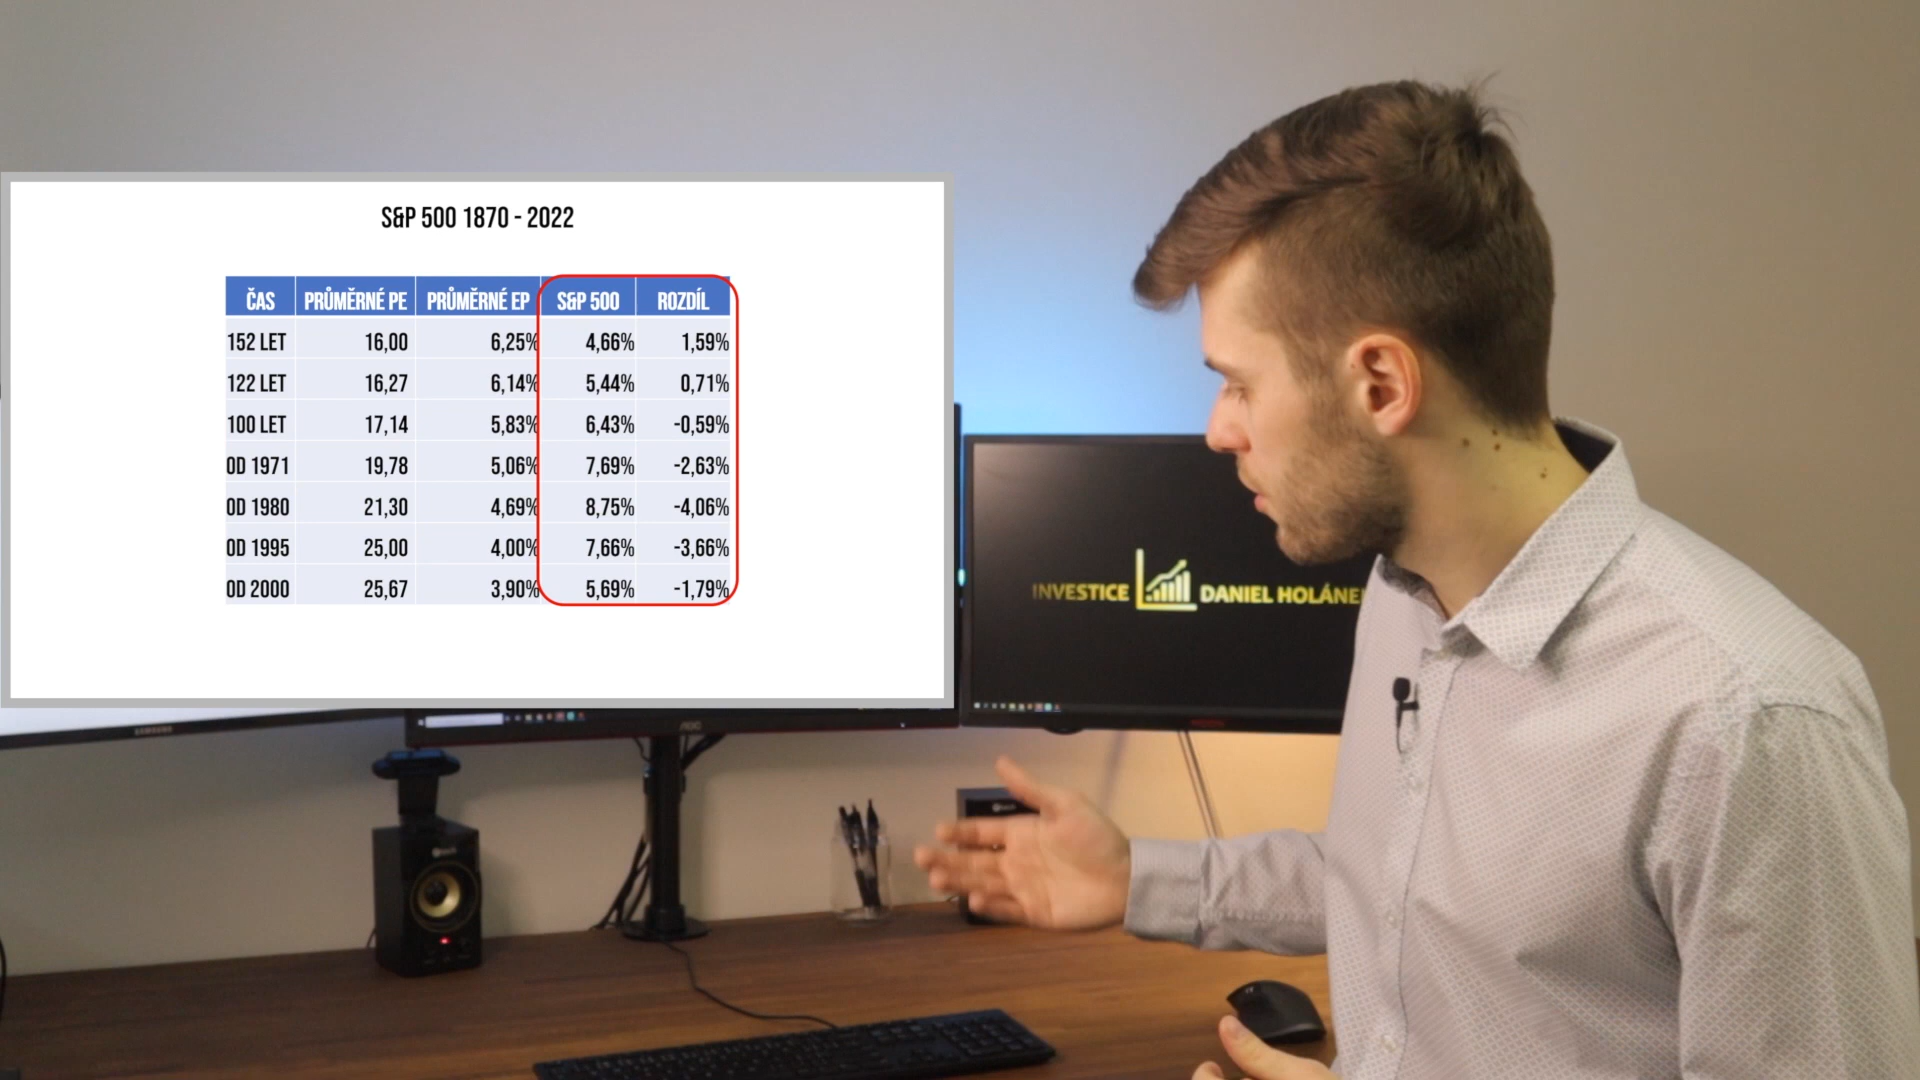 S&P 500 1870 - 2022
ČAS PRŮMĚRNÉ PE PRŮMĚRNÉ EP S&P 500 ROZDÍL
152 LET 16,00 6,25% 4,66% 1,59%
122 LET 16,27 6,14% 5,44% 0,71%
100 LET 17,14 5,83% 6,43% -0,59%
OD 1971 19,78 5,06% 7,69% -2,63%
OD 1980 21,30 4,69% 8,75% -4,06%
OD 1995 25,00 4,00% 7,66% -3,66%
OD 2000 25,67 3,90% 5,69% -1,79%
INVESTICE DANIEL HOLÁNE
SAMSUNG
AOC